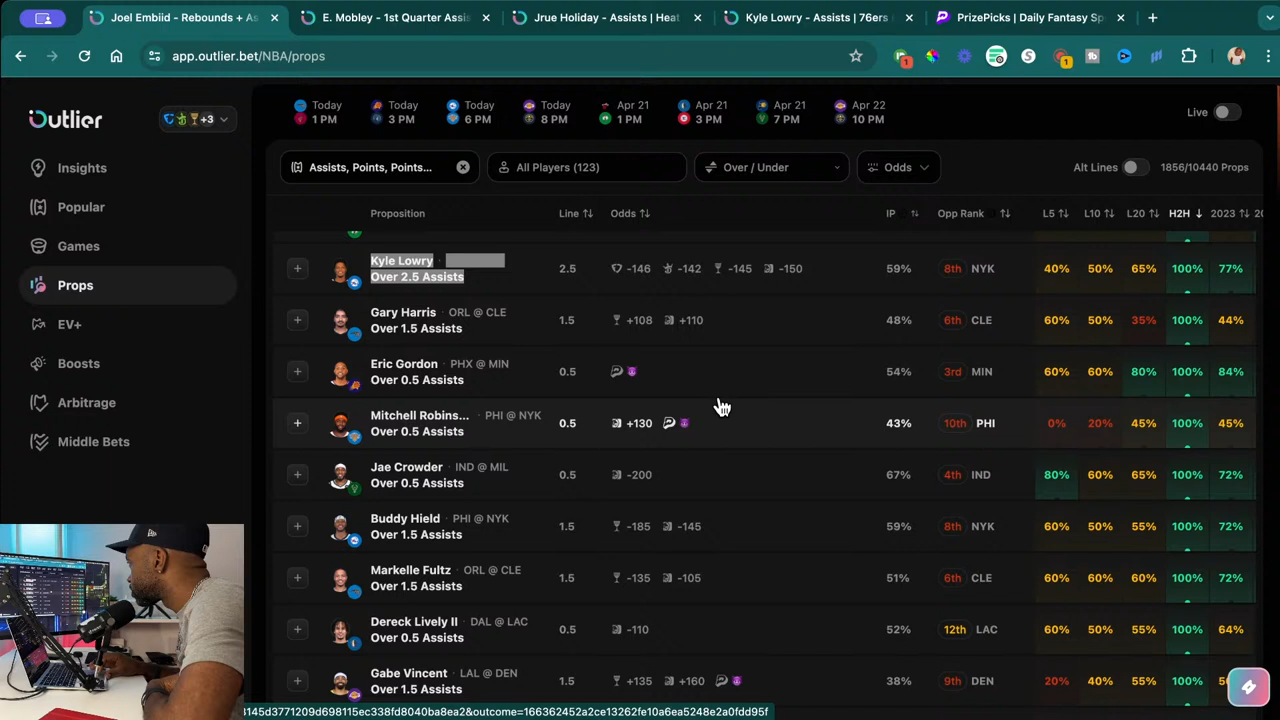 Joel Embiid - Rebounds + As
E. Mobley - 1st Quarter Assis
Jrue Holiday - Assists | Heat
Kyle Lowry - Assists | 76ers
PrizePicks | Daily Fantasy Sp
app.outlier.bet/NBA/props
1
1
Outlier
+3
Today 1 PM
Today 3 PM
Today 6 PM
Today 8 PM
Apr 21 1 PM
Apr 21 3 PM
Apr 21 7 PM
Apr 22 10 PM
Live
Insights
Popular
Games
Props
EV+
Boosts
Arbitrage
Middle Bets
Assists, Points, Points...
All Players (123)
Over / Under
Odds
Alt Lines
1856/10440 Props
Proposition Line Odds IP Opp Rank L5 L10 L20 H2H 2023 20
Kyle Lowry ·
Over 2.5 Assists
2.5 -146 -142 -145 -150 59% 8th NYK 40% 50% 65% 100% 77%
Gary Harris · ORL @ CLE
Over 1.5 Assists
1.5 +108 +110 48% 6th CLE 60% 50% 35% 100% 44%
Eric Gordon · PHX @ MIN
Over 0.5 Assists
0.5 54% 3rd MIN 60% 60% 80% 100% 84%
Mitchell Robins... · PHI @ NYK
Over 0.5 Assists
0.5 +130 43% 10th PHI 0% 20% 45% 100% 45%
Jae Crowder · IND @ MIL
Over 0.5 Assists
0.5 -200 67% 4th IND 80% 60% 65% 100% 72%
Buddy Hield · PHI @ NYK
Over 1.5 Assists
1.5 -185 -145 59% 8th NYK 60% 50% 55% 100% 72%
Markelle Fultz · ORL @ CLE
Over 1.5 Assists
1.5 -135 -105 51% 6th CLE 60% 60% 60% 100% 72%
Dereck Lively II · DAL @ LAC
Over 0.5 Assists
0.5 -110 52% 12th LAC 60% 50% 55% 100% 64%
Gabe Vincent · LAL @ DEN
Over 1.5 Assists
1.5 +135 +160 38% 9th DEN 20% 40% 55% 100%
4145d3771209d698115ec338fd8040ba8ea2&outcome=166362452a2ce13262fe10a6ea5248e2a0fdd95f